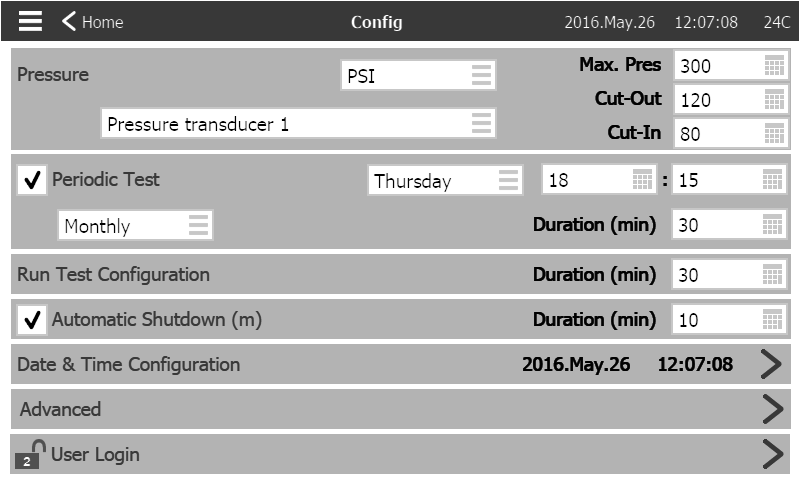 Home Config 2016.May.26 12:07:08 24C
Pressure PSI Max. Pres 300
Cut-Out 120
Pressure transducer 1 Cut-In 80
Periodic Test Thursday 18 : 15
Monthly Duration (min) 30
Run Test Configuration Duration (min) 30
Automatic Shutdown (m) Duration (min) 10
Date & Time Configuration 2016.May.26 12:07:08
Advanced
2 User Login